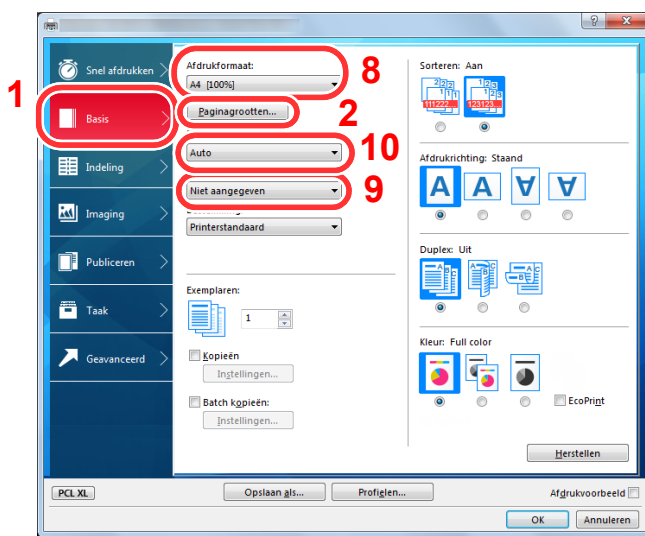 ?
X
1
Snel afdrukken
Basis
Indeling
Imaging
Publiceren
Taak
Geavanceerd
Afdrukformaat:
A4 [100%]
8
Paginagrootten...
2
Auto
10
Niet aangegeven
9
Printerstandaard
Exemplaren:
1
Kopieën
Instellingen...
Batch kopieën:
Instellingen...
Sorteren: Aan
Afdrukrichting: Staand
A A A A
Duplex: Uit
Kleur: Full color
EcoPrint
Herstellen
PCL XL
Opslaan als...
Profielen...
Afdrukvoorbeeld
OK
Annuleren